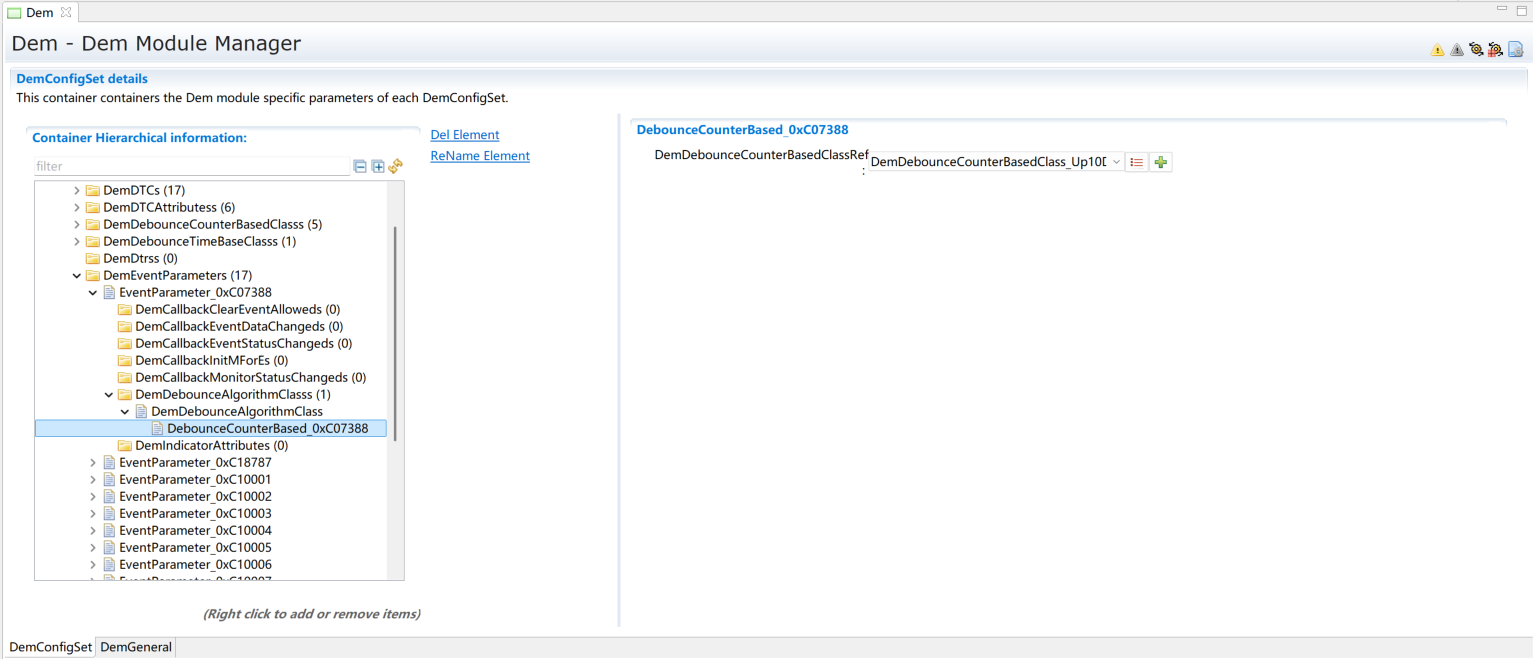 Dem
Dem - Dem Module Manager
DemConfigSet details
This container containers the Dem module specific parameters of each DemConfigSet.
Container Hierarchical information:
filter
Del Element
ReName Element
DemDTCs (17)
DemDTCAttributess (6)
DemDebounceCounterBasedClasss (5)
DemDebounceTimeBaseClasss (1)
DemDtrss (0)
DemEventParameters (17)
EventParameter_0xC07388
DemCallbackClearEventAlloweds (0)
DemCallbackEventDataChangeds (0)
DemCallbackEventStatusChangeds (0)
DemCallbackInitMForEs (0)
DemCallbackMonitorStatusChangeds (0)
DemDebounceAlgorithmClasss (1)
DemDebounceAlgorithmClass
DebounceCounterBased_0xC07388
DemIndicatorAttributes (0)
EventParameter_0xC18787
EventParameter_0xC10001
EventParameter_0xC10002
EventParameter_0xC10003
EventParameter_0xC10004
EventParameter_0xC10005
EventParameter_0xC10006
EventParameter_0xC10007
(Right click to add or remove items)
DebounceCounterBased_0xC07388
DemDebounceCounterBasedClassRef: DemDebounceCounterBasedClass_Up10
DemConfigSet DemGeneral